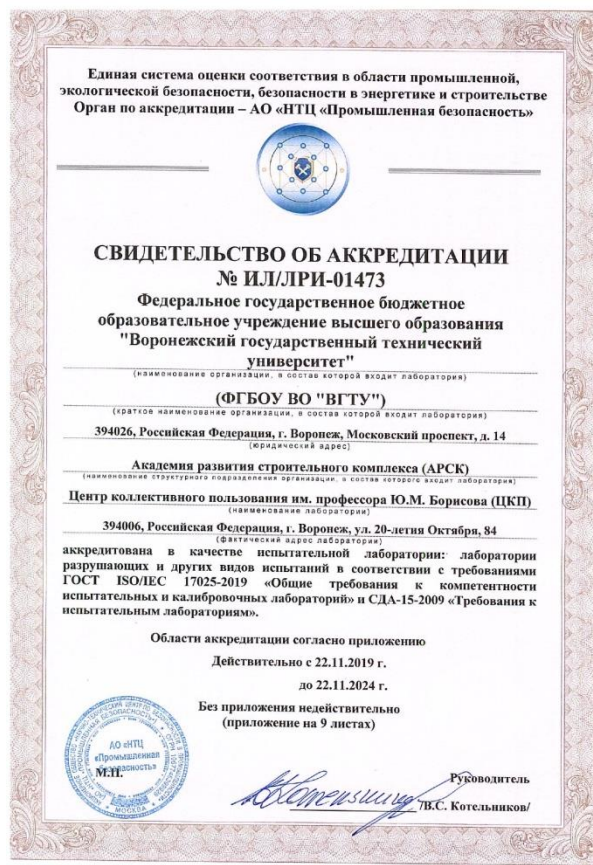 Единая система оценки соответствия в области промышленной,
экологической безопасности, безопасности в энергетике и строительстве
Орган по аккредитации – АО «НТЦ «Промышленная безопасность»
СВИДЕТЕЛЬСТВО ОБ АККРЕДИТАЦИИ
№ ИЛ/ЛРИ-01473
Федеральное государственное бюджетное
образовательное учреждение высшего образования
"Воронежский государственный технический
университет"
(наименование организации, в состав которой входит лаборатория)
(ФГБОУ ВО "ВГТУ")
(краткое наименование организации, в состав которой входит лаборатория)
394026, Российская Федерация, г. Воронеж, Московский проспект, д. 14
(юридический адрес)
Академия развития строительного комплекса (АРСК)
(наименование структурного подразделения организации, в состав которого входит лаборатория)
Центр коллективного пользования им. профессора Ю.М. Борисова (ЦКП)
(наименование лаборатории)
394006, Российская Федерация, г. Воронеж, ул. 20-летия Октября, 84
(фактический адрес лаборатории)
аккредитована в качестве испытательной лаборатории: лаборатории
разрушающих и других видов испытаний в соответствии с требованиями
ГОСТ ISO/IEC 17025-2019 «Общие требования к компетентности
испытательных и калибровочных лабораторий» и СДА-15-2009 «Требования к
испытательным лабораториям».
Области аккредитации согласно приложению
Действительно с 22.11.2019 г.
до 22.11.2024 г.
Без приложения недействительно
(приложение на 9 листах)
АО «НТЦ
«Промышленная
безопасность»
МОСКВА
М.П.
Руководитель
/В.С. Котельников/